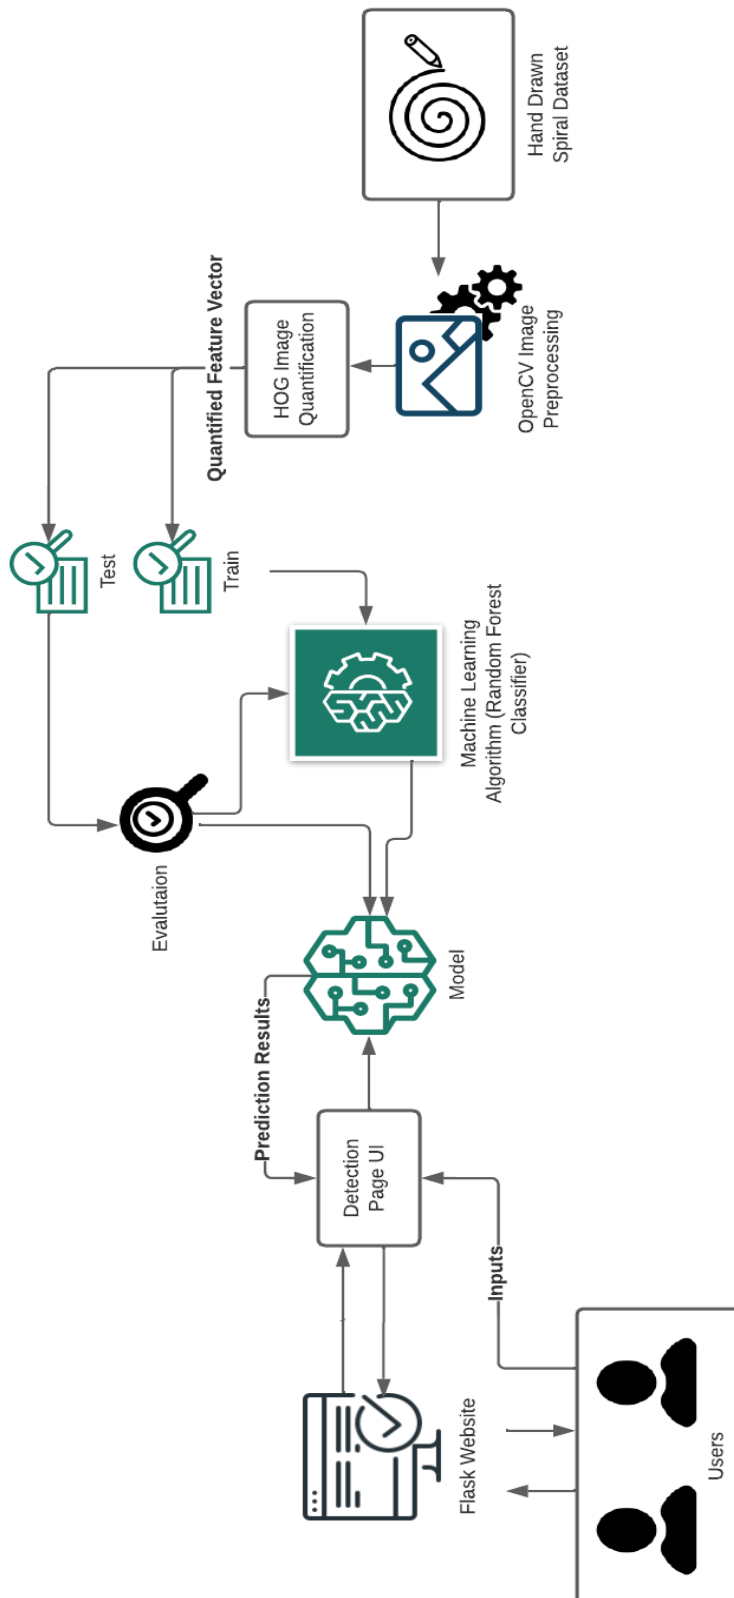 Hand Drawn
Spiral Dataset
OpenCV Image
Preprocessing
HOG Image
Quantification
Quantified Feature Vector
Test
Train
Machine Learning
Algorithm (Random Forest
Classifier)
Evalutaion
Model
Prediction Results
Detection
Page UI
Inputs
Flask Website
Users